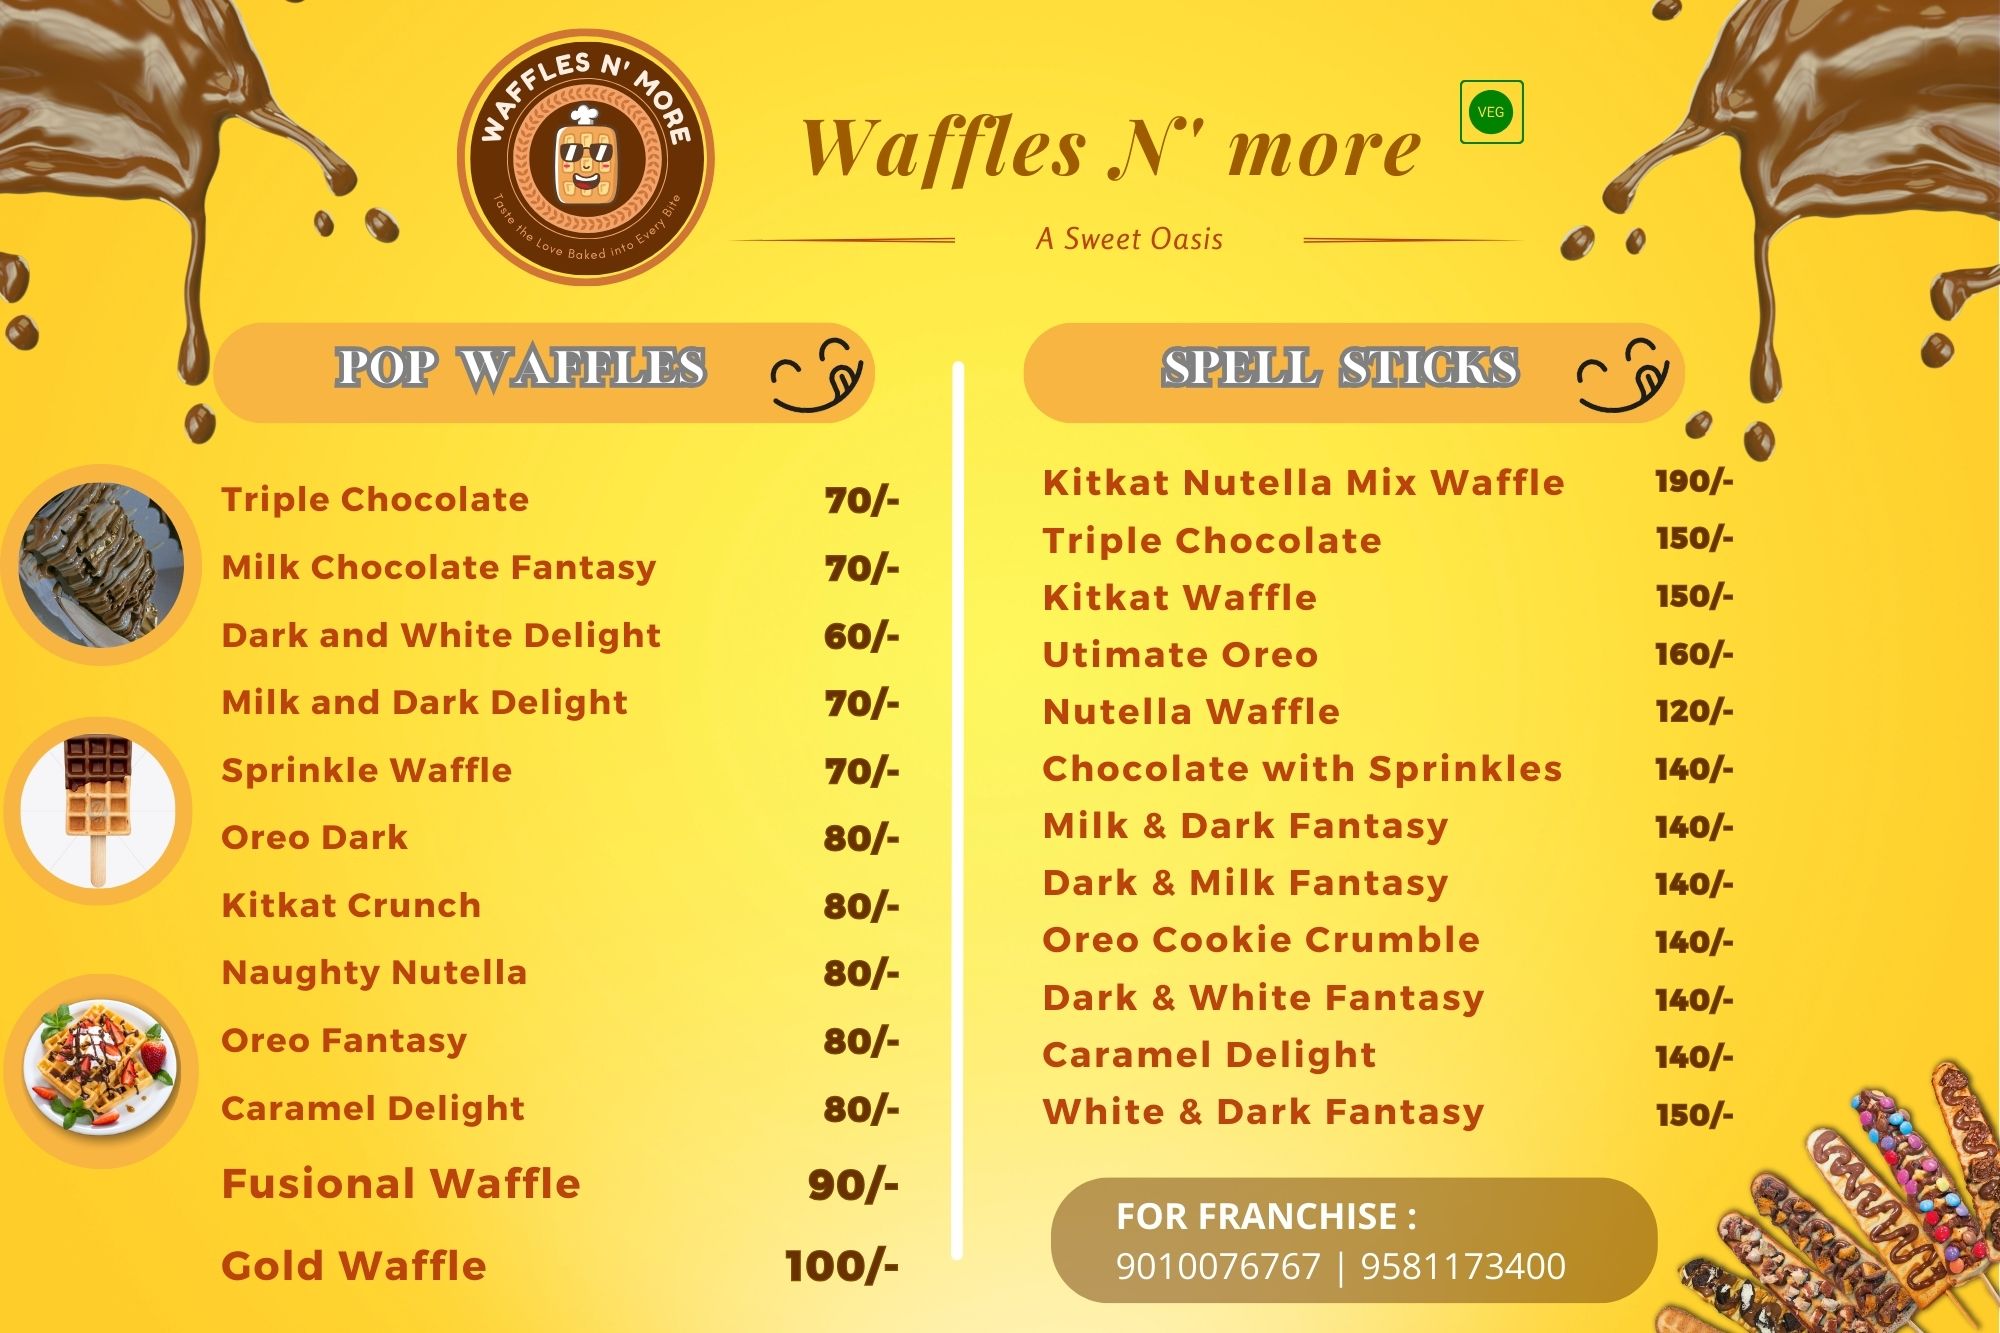 WAFFLES N' MORE
Taste the Love Baked into Every Bite
Waffles N' more
VEG
A Sweet Oasis
POP WAFFLES
Triple Chocolate 70/-
Milk Chocolate Fantasy 70/-
Dark and White Delight 60/-
Milk and Dark Delight 70/-
Sprinkle Waffle 70/-
Oreo Dark 80/-
Kitkat Crunch 80/-
Naughty Nutella 80/-
Oreo Fantasy 80/-
Caramel Delight 80/-
Fusional Waffle 90/-
Gold Waffle 100/-
SPELL STICKS
Kitkat Nutella Mix Waffle 190/-
Triple Chocolate 150/-
Kitkat Waffle 150/-
Utimate Oreo 160/-
Nutella Waffle 120/-
Chocolate with Sprinkles 140/-
Milk & Dark Fantasy 140/-
Dark & Milk Fantasy 140/-
Oreo Cookie Crumble 140/-
Dark & White Fantasy 140/-
Caramel Delight 140/-
White & Dark Fantasy 150/-
FOR FRANCHISE :
9010076767 | 9581173400